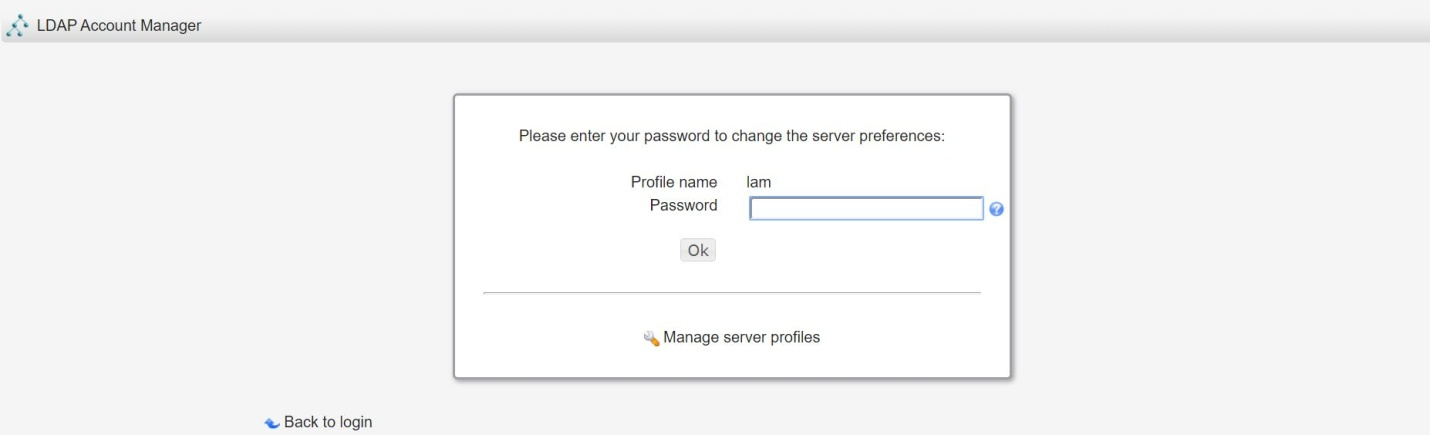 LDAP Account Manager
Please enter your password to change the server preferences:
Profile name lam
Password
Ok
Manage server profiles
Back to login